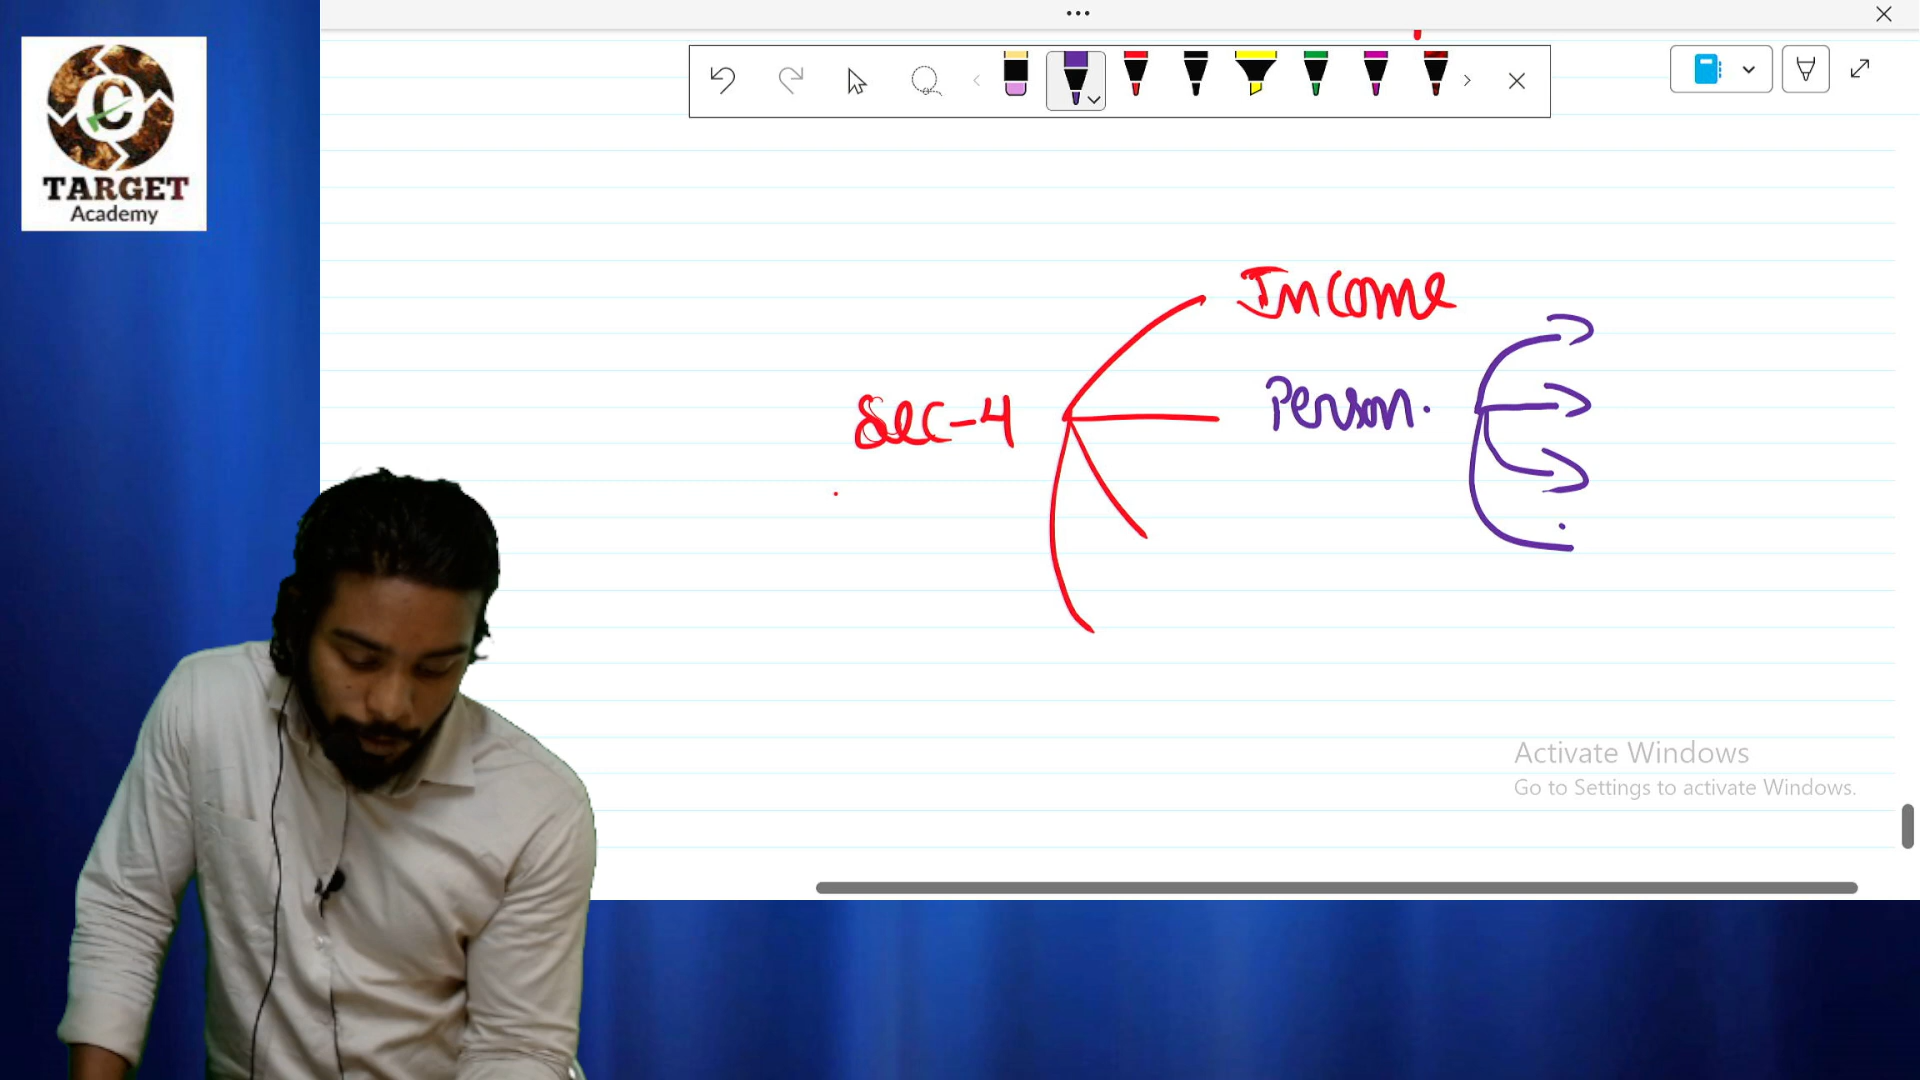 TARGET
Academy
Income
Sec-4
Person.
Activate Windows
Go to Settings to activate Windows.